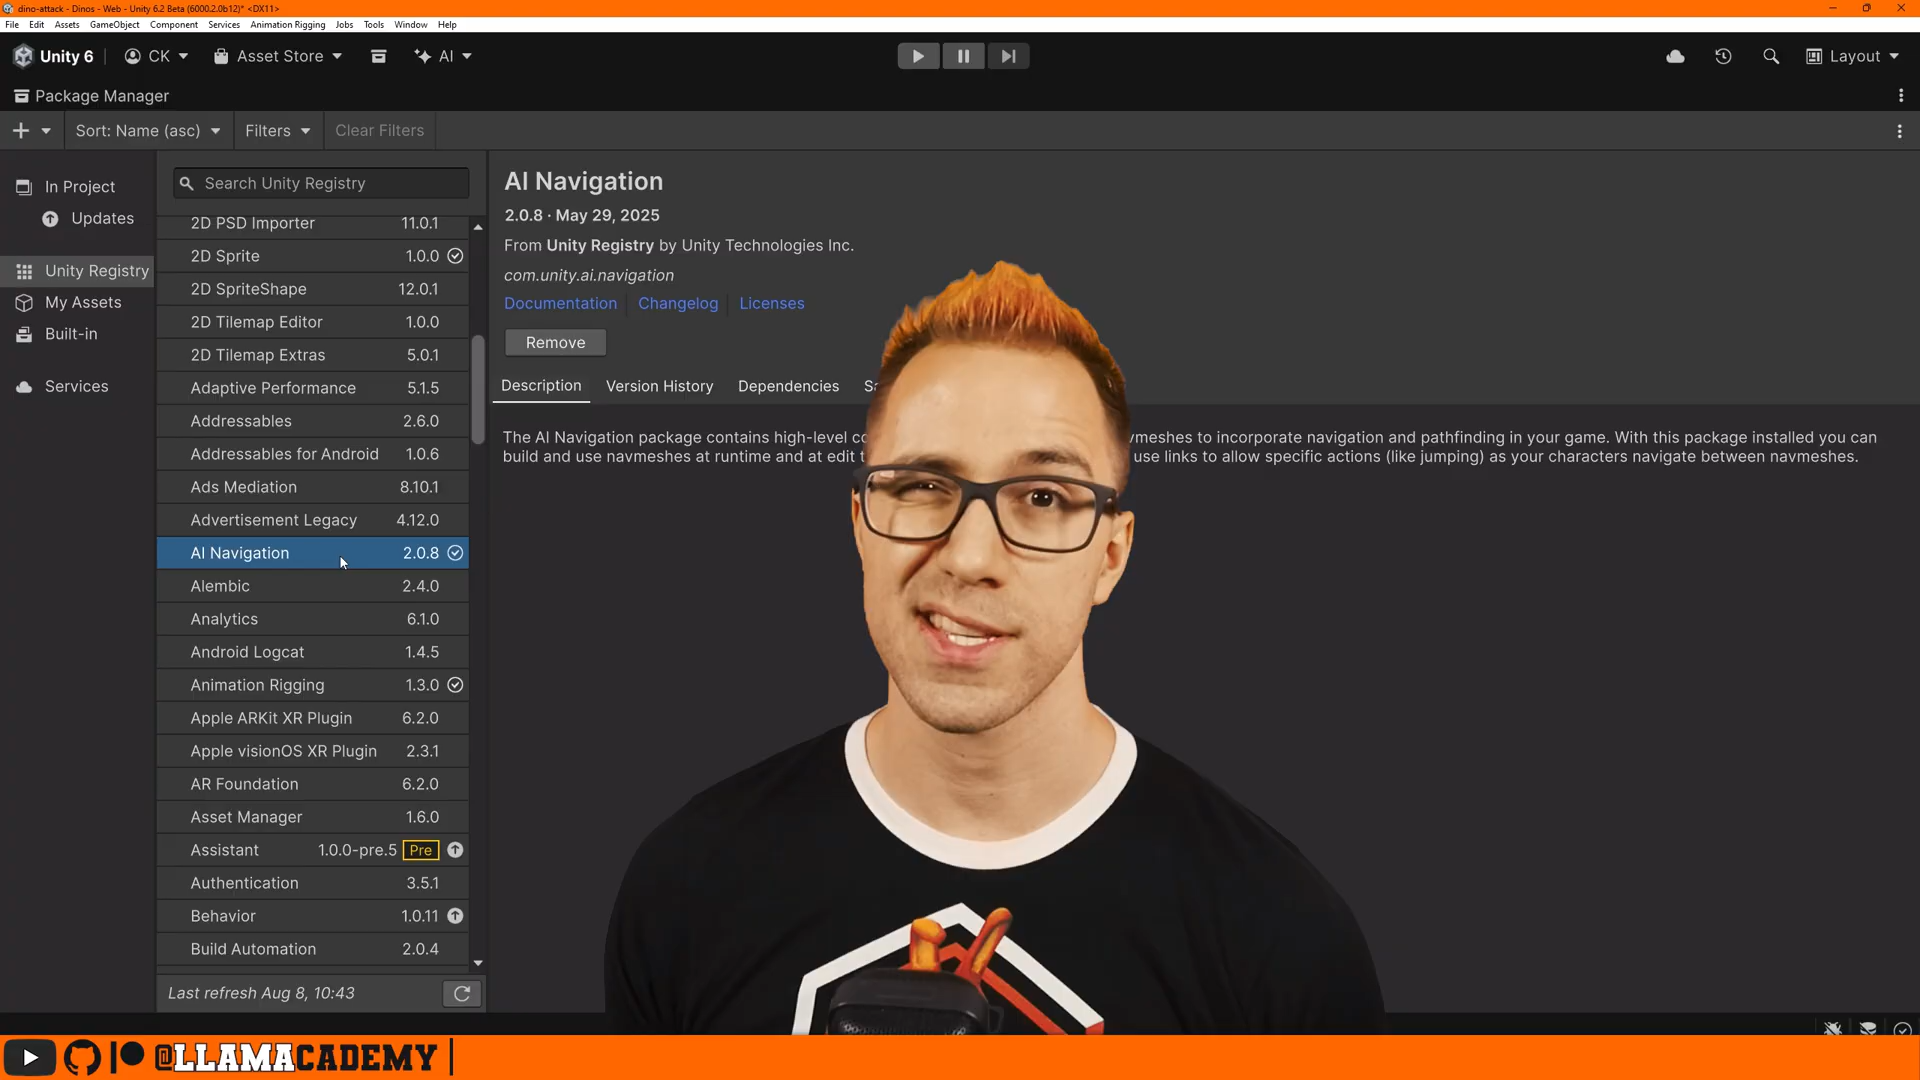 dino-attack - Dinos - Web - Unity 6.2 Beta (6000.2.0b12)* <DX11>
File Edit Assets GameObject Component Services Animation Rigging Jobs Tools Window Help
Unity 6 CK Asset Store AI Layout
Package Manager
Sort: Name (asc) Filters Clear Filters
In Project
Updates
Unity Registry
My Assets
Built-in
Services
Search Unity Registry
2D PSD Importer 11.0.1
2D Sprite 1.0.0
2D SpriteShape 12.0.1
2D Tilemap Editor 1.0.0
2D Tilemap Extras 5.0.1
Adaptive Performance 5.1.5
Addressables 2.6.0
Addressables for Android 1.0.6
Ads Mediation 8.10.1
Advertisement Legacy 4.12.0
AI Navigation 2.0.8
Alembic 2.4.0
Analytics 6.1.0
Android Logcat 1.4.5
Animation Rigging 1.3.0
Apple ARKit XR Plugin 6.2.0
Apple visionOS XR Plugin 2.3.1
AR Foundation 6.2.0
Asset Manager 1.6.0
Assistant 1.0.0-pre.5 Pre
Authentication 3.5.1
Behavior 1.0.11
Build Automation 2.0.4
Last refresh Aug 8, 10:43
AI Navigation
2.0.8 · May 29, 2025
From Unity Registry by Unity Technologies Inc.
com.unity.ai.navigation
Documentation Changelog Licenses
Remove
Description Version History Dependencies
The AI Navigation package contains high-level vmeshes to incorporate navigation and pathfinding in your game. With this package installed you can
build and use navmeshes at runtime and at edit use links to allow specific actions (like jumping) as your characters navigate between navmeshes.
@LLAMACADEMY